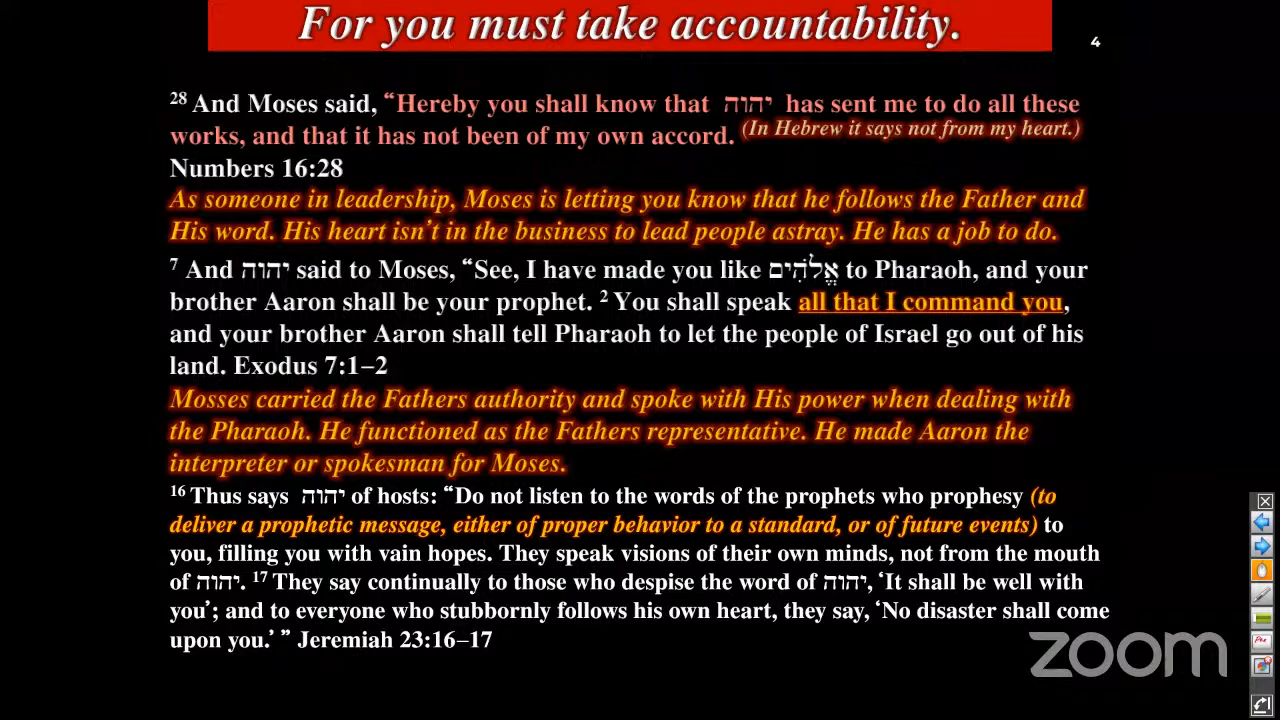 For you must take accountability.
4
28 And Moses said, “Hereby you shall know that יהוה has sent me to do all these
works, and that it has not been of my own accord. (In Hebrew it says not from my heart.)
Numbers 16:28
As someone in leadership, Moses is letting you know that he follows the Father and
His word. His heart isn’t in the business to lead people astray. He has a job to do.
7 And יהוה said to Moses, “See, I have made you like אֱלֹהִים to Pharaoh, and your
brother Aaron shall be your prophet. 2 You shall speak all that I command you,
and your brother Aaron shall tell Pharaoh to let the people of Israel go out of his
land. Exodus 7:1–2
Mosses carried the Fathers authority and spoke with His power when dealing with
the Pharaoh. He functioned as the Fathers representative. He made Aaron the
interpreter or spokesman for Moses.
16 Thus says יהוה of hosts: “Do not listen to the words of the prophets who prophesy (to
deliver a prophetic message, either of proper behavior to a standard, or of future events) to
you, filling you with vain hopes. They speak visions of their own minds, not from the mouth
of יהוה. 17 They say continually to those who despise the word of יהוה, ‘It shall be well with
you’; and to everyone who stubbornly follows his own heart, they say, ‘No disaster shall come
upon you.’ ” Jeremiah 23:16–17
zoom